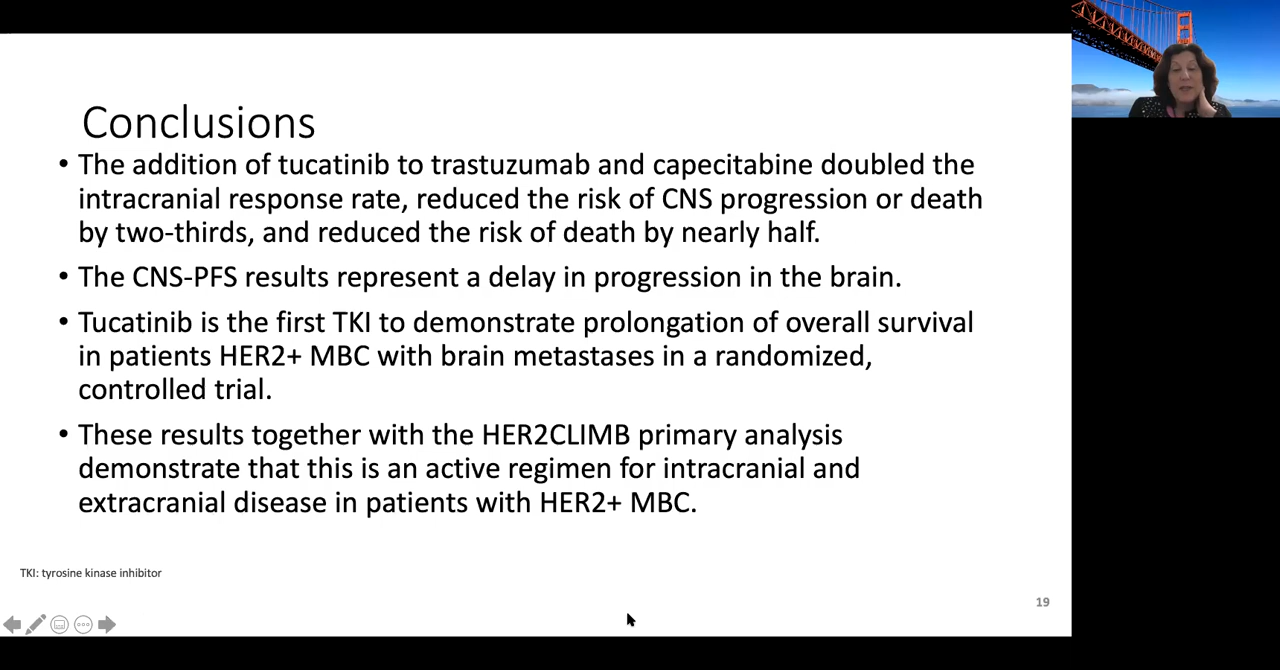 Conclusions
• The addition of tucatinib to trastuzumab and capecitabine doubled the
intracranial response rate, reduced the risk of CNS progression or death
by two-thirds, and reduced the risk of death by nearly half.
• The CNS-PFS results represent a delay in progression in the brain.
• Tucatinib is the first TKI to demonstrate prolongation of overall survival
in patients HER2+ MBC with brain metastases in a randomized,
controlled trial.
• These results together with the HER2CLIMB primary analysis
demonstrate that this is an active regimen for intracranial and
extracranial disease in patients with HER2+ MBC.
TKI: tyrosine kinase inhibitor
19